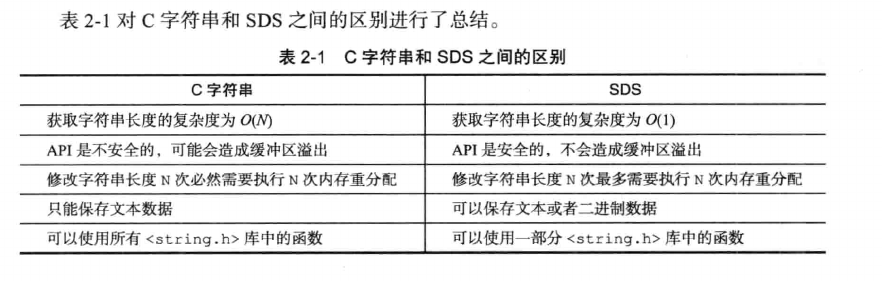 表 2-1 对 C 字符串和 SDS 之间的区别进行了总结。
表 2-1 C 字符串和 SDS 之间的区别
C 字符串 SDS
获取字符串长度的复杂度为 O(N) 获取字符串长度的复杂度为 O(1)
API 是不安全的，可能会造成缓冲区溢出 API 是安全的，不会造成缓冲区溢出
修改字符串长度 N 次必然需要执行 N 次内存重分配 修改字符串长度 N 次最多需要执行 N 次内存重分配
只能保存文本数据 可以保存文本或者二进制数据
可以使用所有 <string.h> 库中的函数 可以使用一部分 <string.h> 库中的函数